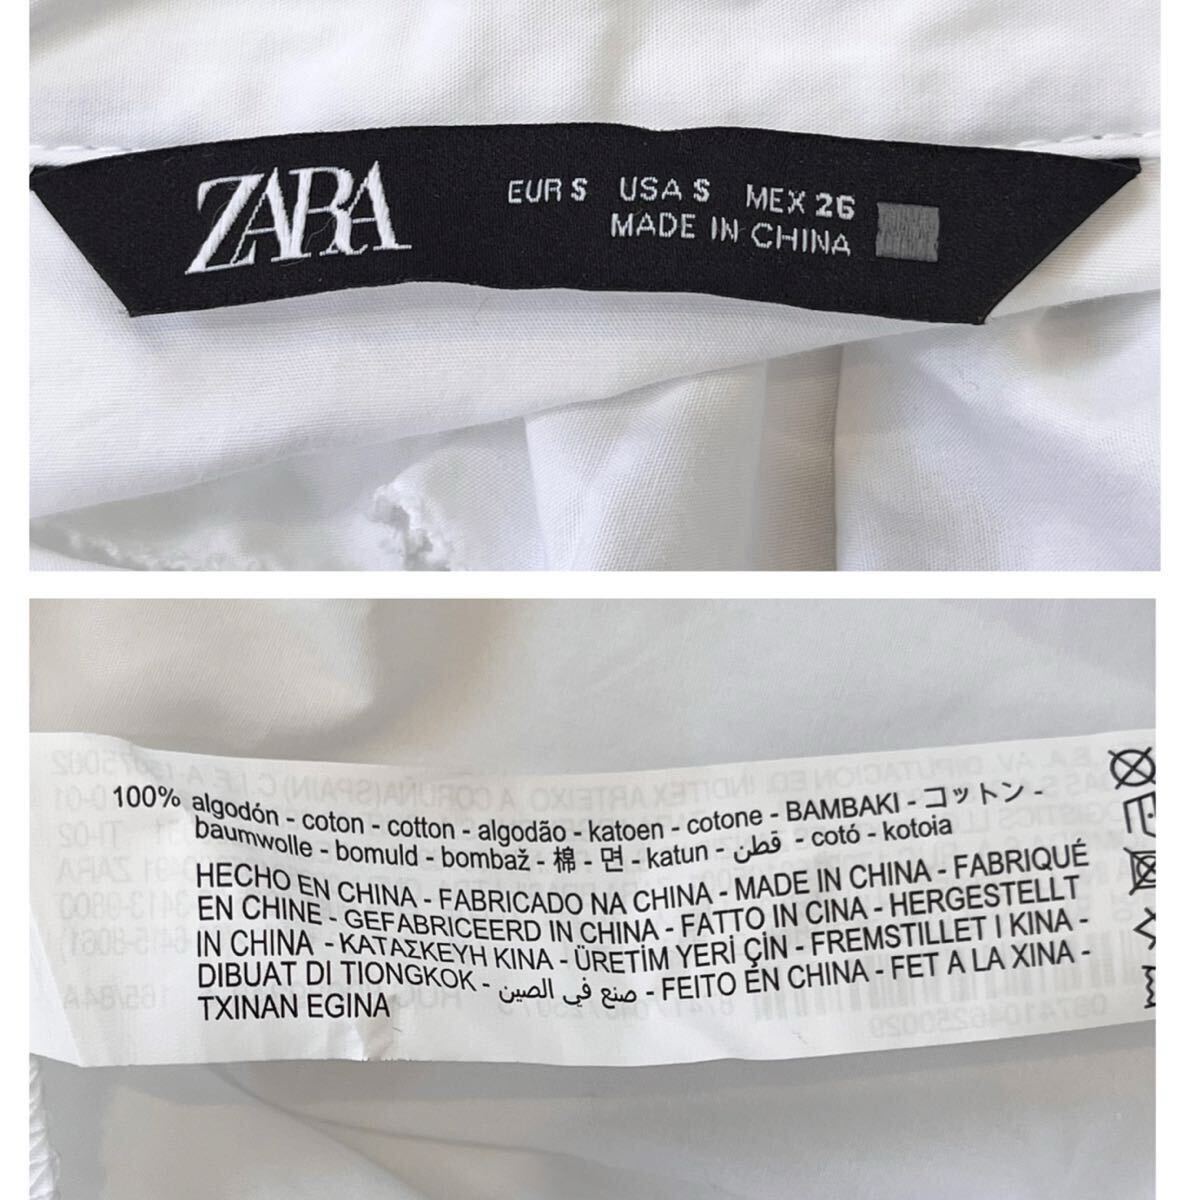 ZARA
EUR S USA S MEX 26
MADE IN CHINA
100% algodón - coton - cotton - algodão - katoen - cotone - BAMBAKI - コットン -
baumwolle - bomuld - bombaž - 棉 - 면 - katun - قطن - cotó - kotoia
HECHO EN CHINA - FABRICADO NA CHINA - MADE IN CHINA - FABRIQUÉ
EN CHINE - GEFABRICEERD IN CHINA - FATTO IN CINA - HERGESTELLT
IN CHINA - ΚΑΤΑΣΚΕΥΗ ΚΙΝΑ - ÜRETİM YERİ ÇİN - FREMSTILLET I KINA -
DIBUAT DI TIONGKOK - صنع في الصين - FEITO EN CHINA - FET A LA XINA -
TXINAN EGINA